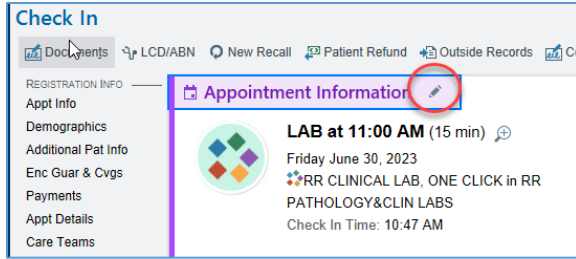 Check In
Documents LCD/ABN New Recall Patient Refund Outside Records Co
REGISTRATION INFO
Appt Info
Demographics
Additional Pat Info
Enc Guar & Cvgs
Payments
Appt Details
Care Teams
Appointment Information
LAB at 11:00 AM (15 min)
Friday June 30, 2023
RR CLINICAL LAB, ONE CLICK in RR
PATHOLOGY&CLIN LABS
Check In Time: 10:47 AM